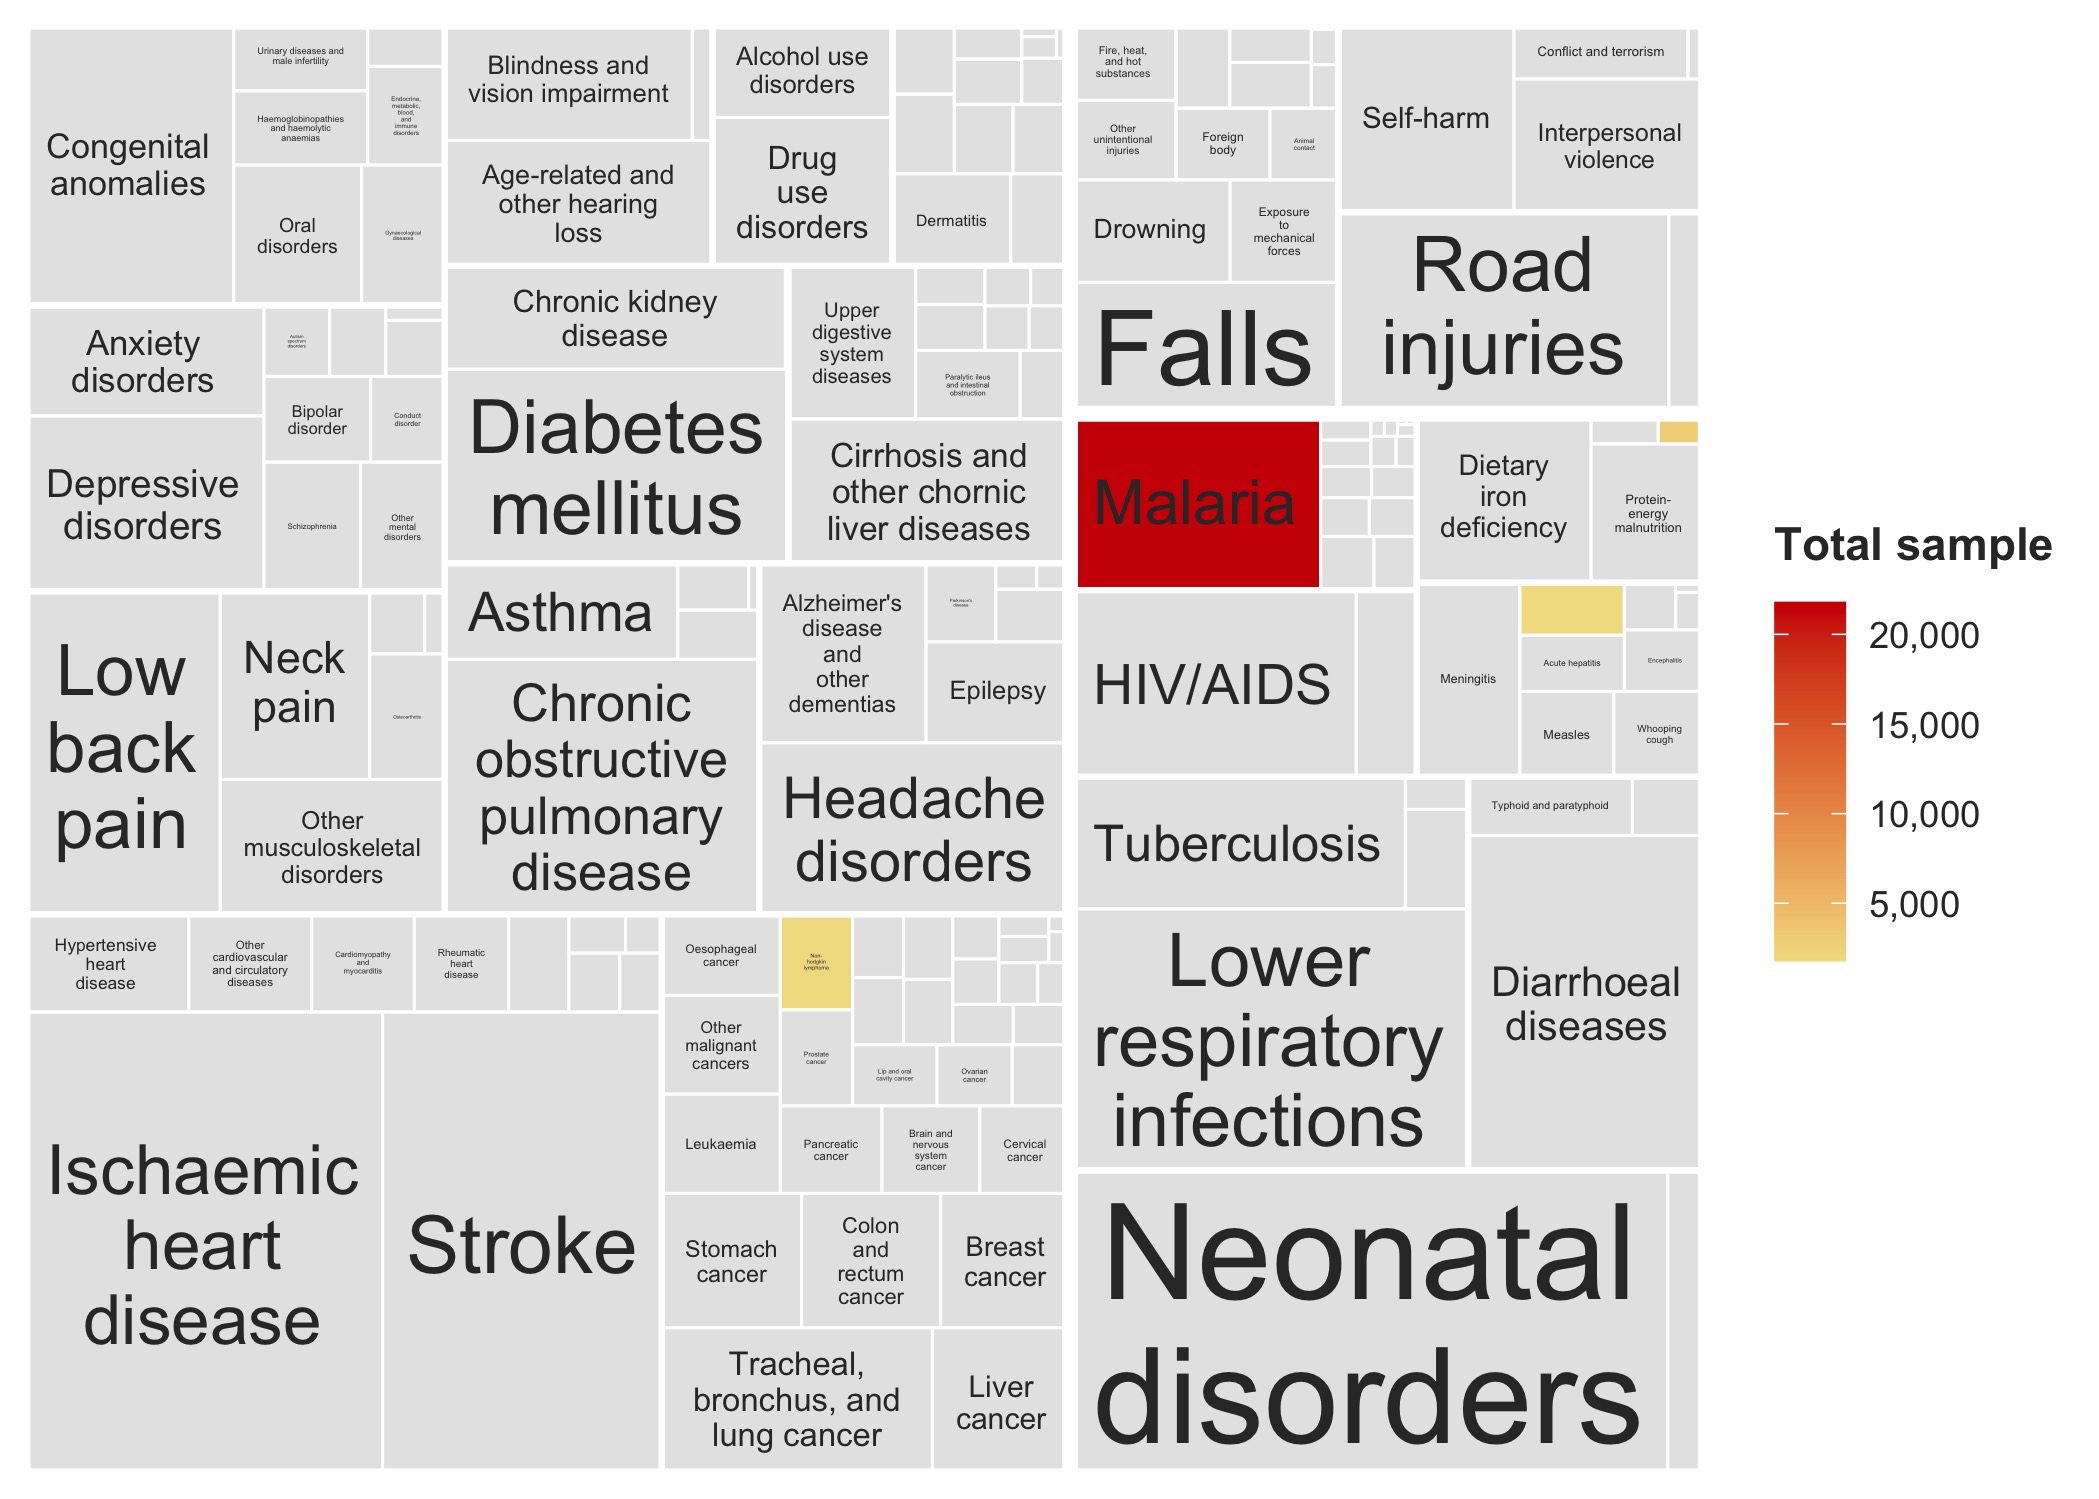 Congenital
anomalies
Urinary diseases and
male infertility
Haemoglobinopathies
and haemolytic
anaemias
Endocrine,
metabolic,
blood,
and
immune
disorders
Oral
disorders
Gynaecological
diseases
Anxiety
disorders
Autism
spectrum
disorders
Bipolar
disorder
Conduct
disorder
Depressive
disorders
Schizophrenia
Other
mental
disorders
Low
back
pain
Neck
pain
Osteoarthritis
Other
musculoskeletal
disorders
Blindness and
vision impairment
Age-related and
other hearing
loss
Alcohol use
disorders
Drug
use
disorders
Dermatitis
Chronic kidney
disease
Diabetes
mellitus
Upper
digestive
system
diseases
Paralytic ileus
and intestinal
obstruction
Cirrhosis and
other chornic
liver diseases
Asthma
Chronic
obstructive
pulmonary
disease
Alzheimer's
disease
and
other
dementias
Parkinson's
disease
Epilepsy
Headache
disorders
Hypertensive
heart
disease
Other
cardiovascular
and circulatory
diseases
Cardiomyopathy
and
myocarditis
Rheumatic
heart
disease
Ischaemic
heart
disease
Stroke
Oesophageal
cancer
Non-
hodgkin
lymphoma
Other
malignant
cancers
Prostate
cancer
Lip and oral
cavity cancer
Ovarian
cancer
Leukaemia
Pancreatic
cancer
Brain and
nervous
system
cancer
Cervical
cancer
Stomach
cancer
Colon
and
rectum
cancer
Breast
cancer
Tracheal,
bronchus, and
lung cancer
Liver
cancer
Fire, heat,
and hot
substances
Other
unintentional
injuries
Foreign
body
Animal
contact
Drowning
Exposure
to
mechanical
forces
Falls
Self-harm
Conflict and terrorism
Interpersonal
violence
Road
injuries
Malaria
Dietary
iron
deficiency
Protein-
energy
malnutrition
HIV/AIDS
Meningitis
Acute hepatitis
Encephalitis
Measles
Whooping
cough
Tuberculosis
Typhoid and paratyphoid
Lower
respiratory
infections
Diarrhoeal
diseases
Neonatal
disorders
Total sample
20,000
15,000
10,000
5,000